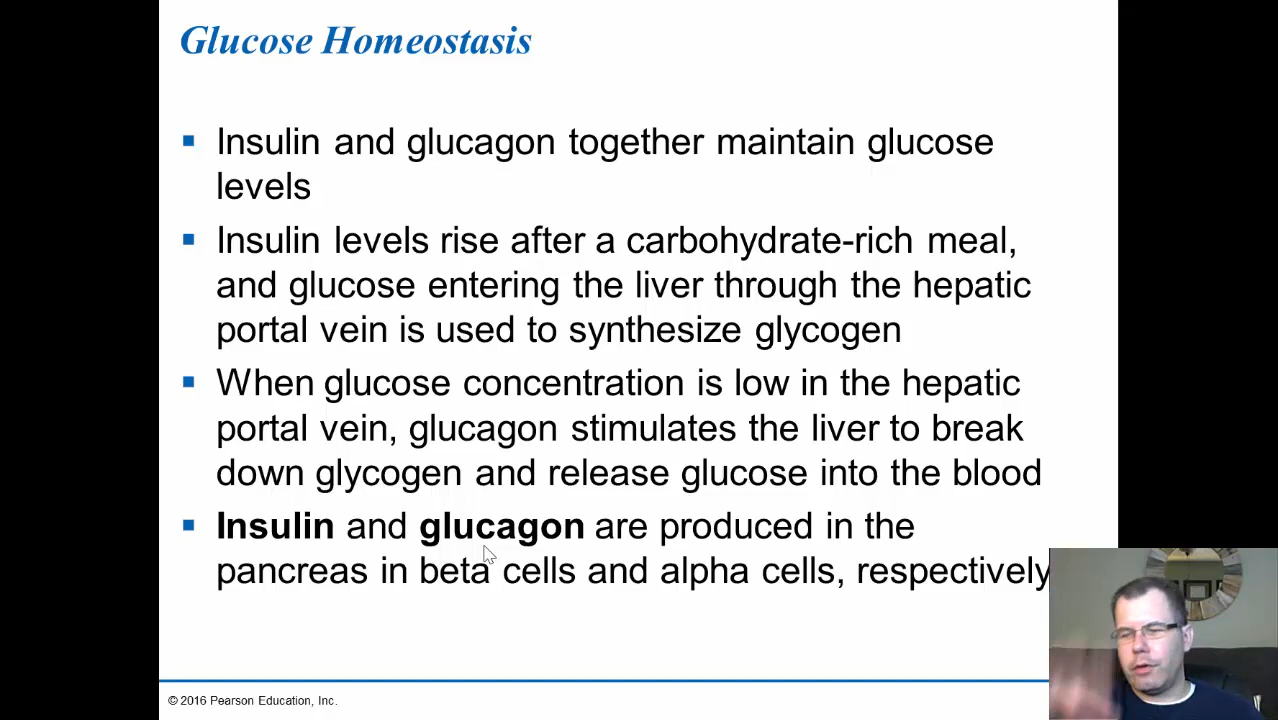 Glucose Homeostasis
Insulin and glucagon together maintain glucose
levels
Insulin levels rise after a carbohydrate-rich meal,
and glucose entering the liver through the hepatic
portal vein is used to synthesize glycogen
When glucose concentration is low in the hepatic
portal vein, glucagon stimulates the liver to break
down glycogen and release glucose into the blood
Insulin and glucagon are produced in the
pancreas in beta cells and alpha cells, respectively
© 2016 Pearson Education, Inc.